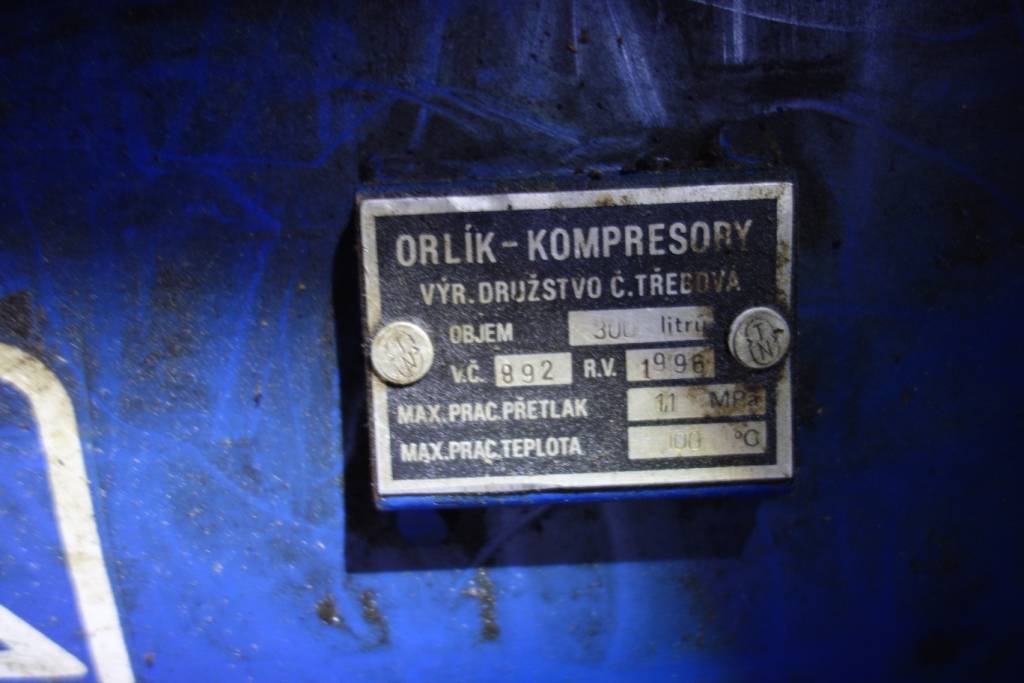 ORLÍK - KOMPRESORY
VÝR. DRUŽSTVO Č. TŘEBOVÁ
OBJEM 300 litrů
V.Č. 892 R.V. 1996
MAX. PRAC. PŘETLAK 1,1 MPa
MAX. PRAC. TEPLOTA 100 °C